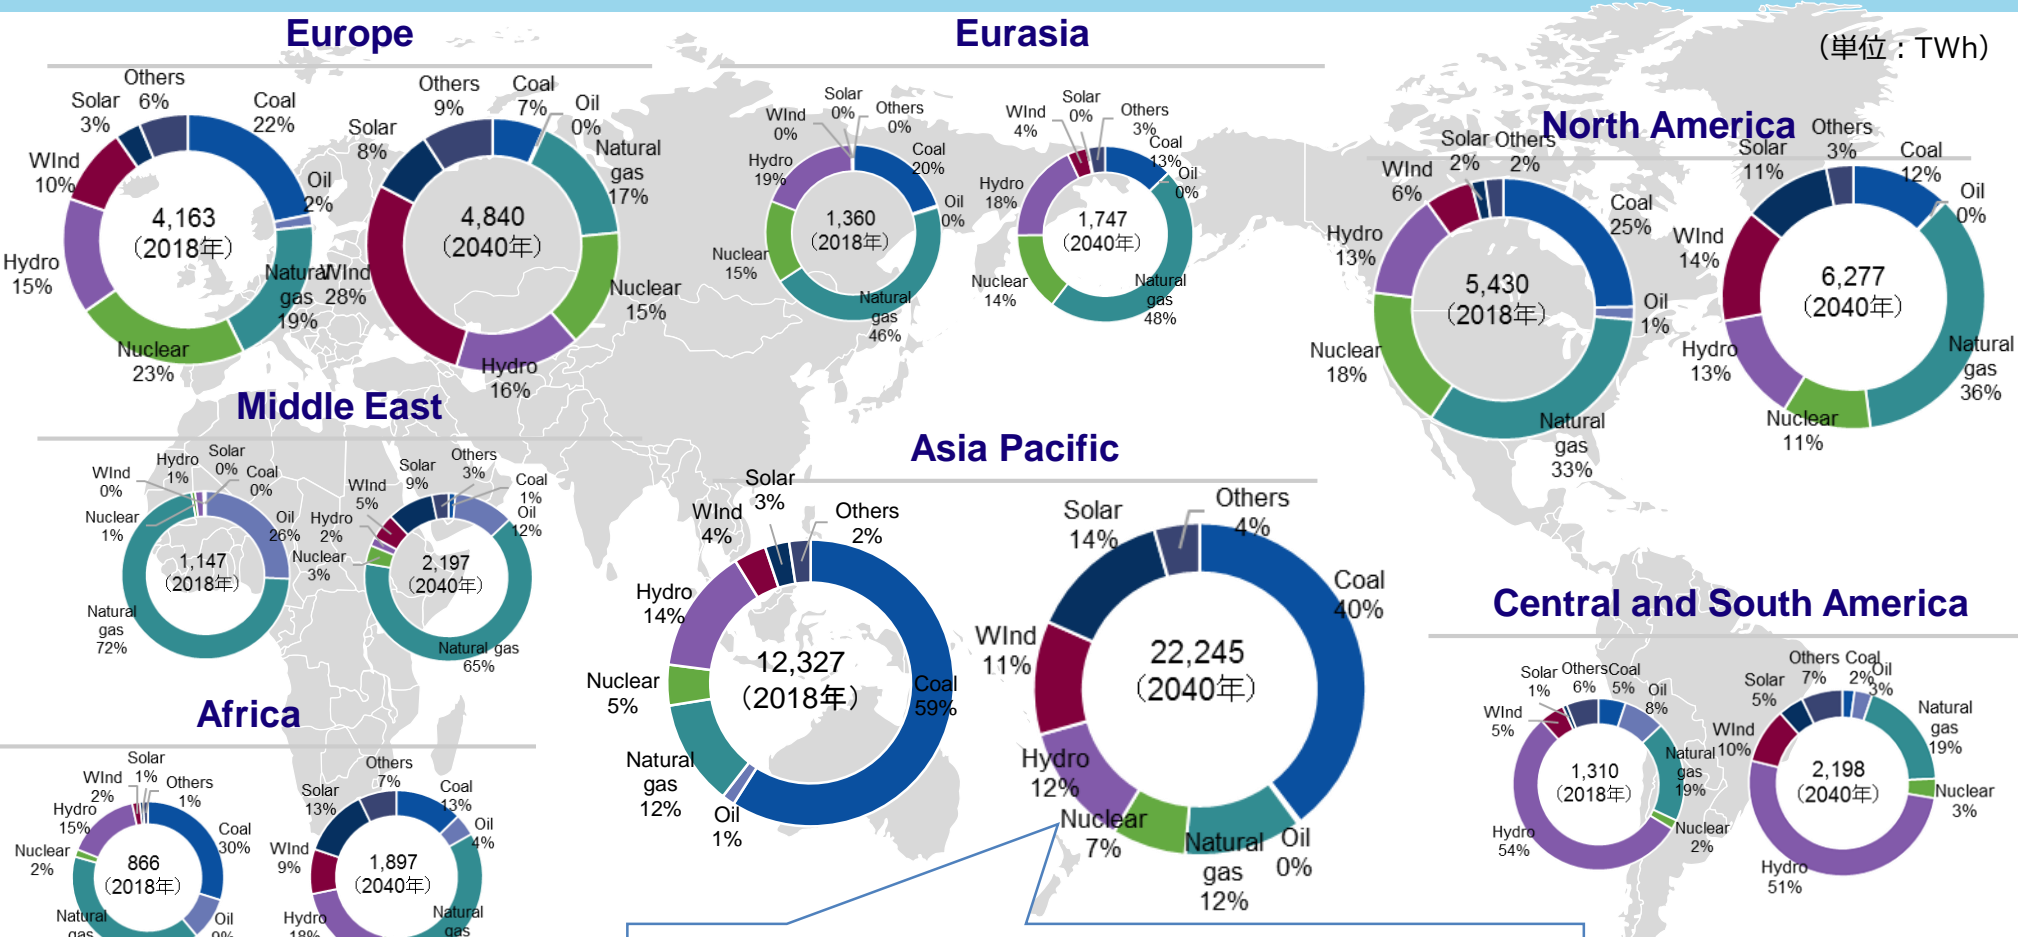 Europe
Eurasia
（単位：TWh）
Others
6%
Solar
3%
Coal
22%
WInd
10%
Oil
2%
4,163
（2018年）
Hydro
15%
Natural
gas
19%
Nuclear
23%
Others
9%
Coal
7%
Oil
0%
Solar
8%
Natural
gas
17%
4,840
（2040年）
WInd
28%
Nuclear
15%
Hydro
16%
Solar
0%
Others
0%
WInd
0%
Coal
20%
Hydro
19%
Oil
0%
1,360
（2018年）
Nuclear
15%
Natural
gas
46%
Solar
0%
WInd
4%
Others
3%
Coal
13%
Oil
0%
Hydro
18%
1,747
（2040年）
Nuclear
14%
Natural
gas
48%
North America
Solar
2%
Others
2%
WInd
6%
Coal
25%
Hydro
13%
5,430
（2018年）
Oil
1%
Nuclear
18%
Natural
gas
33%
Others
3%
Solar
11%
Coal
12%
Oil
0%
WInd
14%
6,277
（2040年）
Hydro
13%
Natural
gas
36%
Nuclear
11%
Middle East
Solar
0%
Hydro
1%
Coal
0%
WInd
0%
Nuclear
1%
Oil
26%
1,147
（2018年）
Natural
gas
72%
Others
3%
Solar
9%
Coal
1%
WInd
5%
Oil
12%
Hydro
2%
Nuclear
3%
2,197
（2040年）
Natural gas
65%
Asia Pacific
Solar
3%
WInd
4%
Others
2%
Hydro
14%
12,327
（2018年）
Nuclear
5%
Coal
59%
Natural
gas
12%
Oil
1%
Others
4%
Solar
14%
Coal
40%
WInd
11%
22,245
（2040年）
Hydro
12%
Nuclear
7%
Natural
gas
12%
Oil
0%
Central and South America
Solar
1%
Others
6%
Coal
5%
Oil
8%
WInd
5%
Natural
gas
19%
1,310
（2018年）
Nuclear
2%
Hydro
54%
Others
7%
Coal
2%
Oil
3%
Solar
5%
Natural
gas
19%
WInd
10%
2,198
（2040年）
Nuclear
3%
Hydro
51%
Africa
Solar
1%
WInd
2%
Others
1%
Hydro
15%
Coal
30%
Nuclear
2%
866
（2018年）
Natural
gas
Oil
9%
Others
7%
Solar
13%
Coal
13%
Oil
4%
WInd
9%
1,897
（2040年）
Hydro
18%
Natural
gas